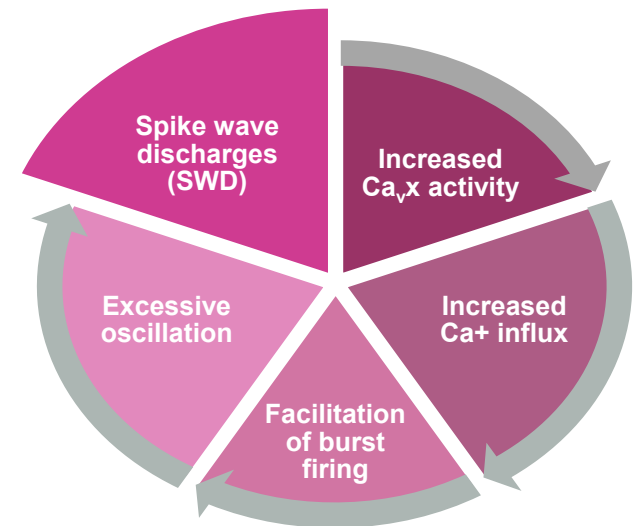 Spike wave
discharges
(SWD)
Increased
Caᵥx activity
Increased
Ca+ influx
Facilitation
of burst
firing
Excessive
oscillation